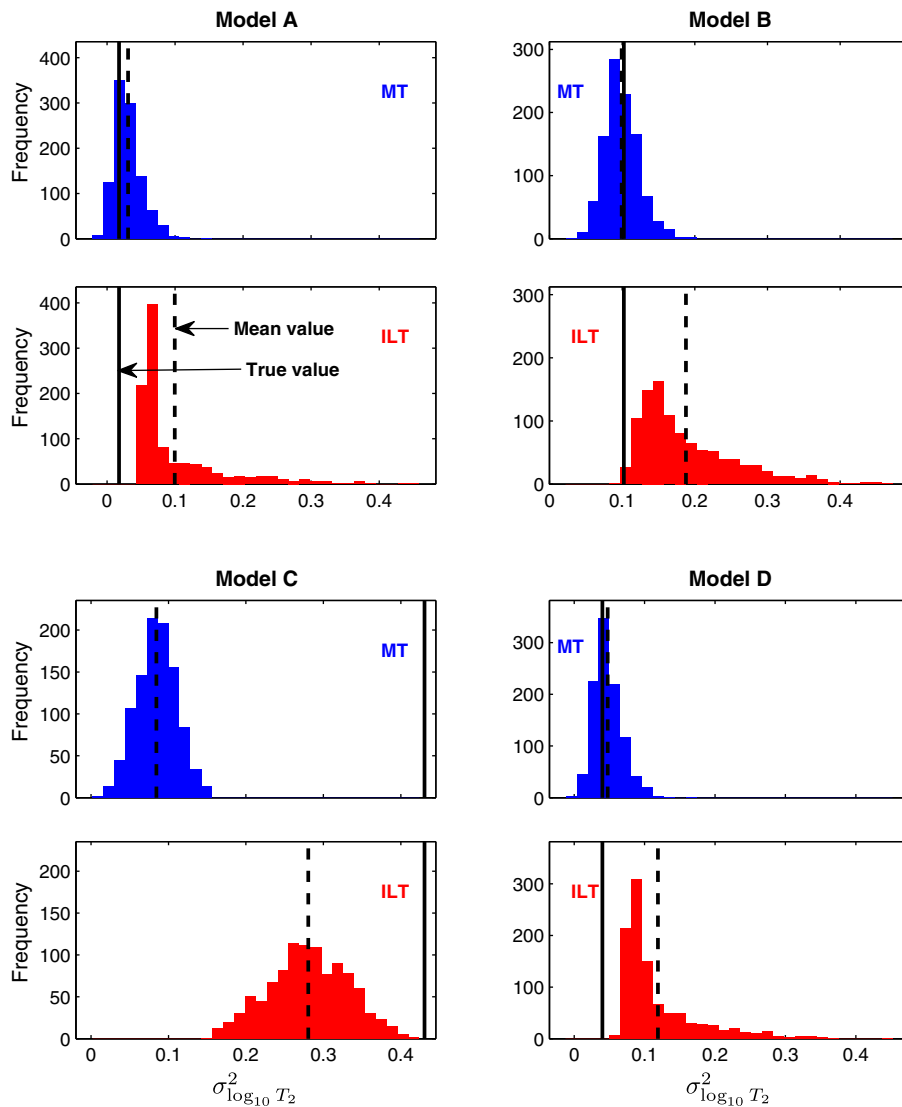 Model A
Model B
Frequency
400
300
200
100
0
MT
300
200
100
0
MT
Frequency
400
300
200
100
0
Mean value
True value
ILT
0
0.1
0.2
0.3
0.4
300
200
100
0
ILT
0
0.1
0.2
0.3
0.4
Model C
Model D
Frequency
200
150
100
50
0
MT
300
200
100
0
MT
Frequency
200
150
100
50
0
ILT
0
0.1
0.2
0.3
0.4
σ²log₁₀ T₂
300
200
100
0
ILT
0
0.1
0.2
0.3
0.4
σ²log₁₀ T₂